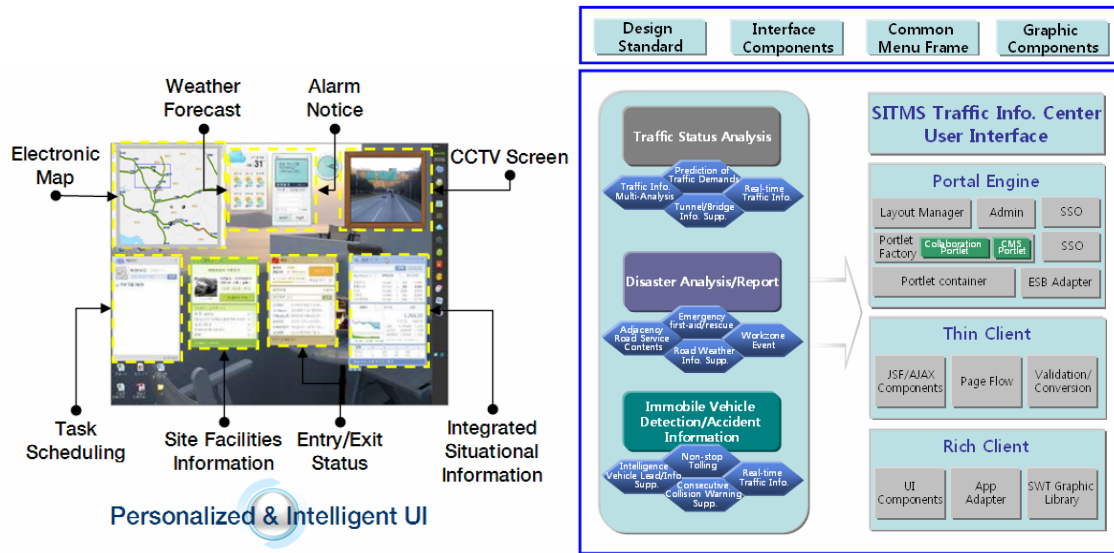 Weather
Forecast
Alarm
Notice
Electronic
Map
CCTV Screen
31°
Task
Scheduling
Site Facilities
Information
Entry/Exit
Status
Integrated
Situational
Information
Personalized & Intelligent UI
Design
Standard
Interface
Components
Common
Menu Frame
Graphic
Components
Traffic Status Analysis
Prediction of
Traffic Demands
Traffic Info.
Multi-Analysis
Real-time
Traffic Info.
Tunnel/Bridge
Info. Supp.
Disaster Analysis/Report
Emergency
first-aid/rescue
Adjacency
Road Service
Contents
Workzone
Event
Road Weather
Info. Supp.
Immobile Vehicle
Detection/Accident
Information
Non-stop
Tolling
Intelligence
Vehicle Lead/Info.
Supp.
Real-time
Traffic Info.
Consecutive
Collision Warning
Supp.
SITMS Traffic Info. Center
User Interface
Portal Engine
Layout Manager
Admin
SSO
Portlet
Factory
Collaboration
Portlet
CMS
Portlet
SSO
Portlet container
ESB Adapter
Thin Client
JSF/AJAX
Components
Page Flow
Validation/
Conversion
Rich Client
UI
Components
App
Adapter
SWT Graphic
Library